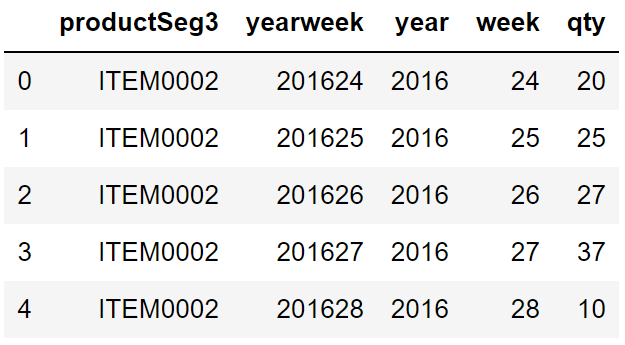 productSeg3 yearweek year week qty
0 ITEM0002 201624 2016 24 20
1 ITEM0002 201625 2016 25 25
2 ITEM0002 201626 2016 26 27
3 ITEM0002 201627 2016 27 37
4 ITEM0002 201628 2016 28 10